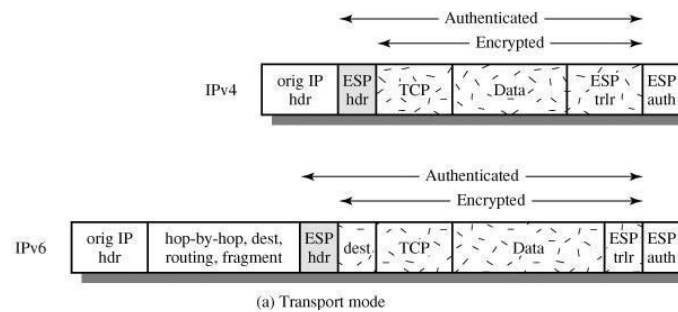 Authenticated
Encrypted
IPv4
orig IP
hdr
ESP
hdr
TCP
Data
ESP
trlr
ESP
auth
Authenticated
Encrypted
IPv6
orig IP
hdr
hop-by-hop, dest,
routing, fragment
ESP
hdr
dest
TCP
Data
ESP
trlr
ESP
auth
(a) Transport mode